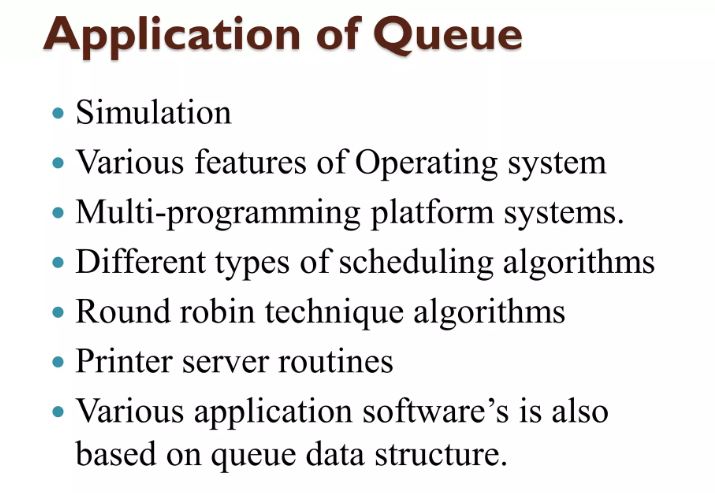 Application of Queue
• Simulation
• Various features of Operating system
• Multi-programming platform systems.
• Different types of scheduling algorithms
• Round robin technique algorithms
• Printer server routines
• Various application software’s is also
based on queue data structure.